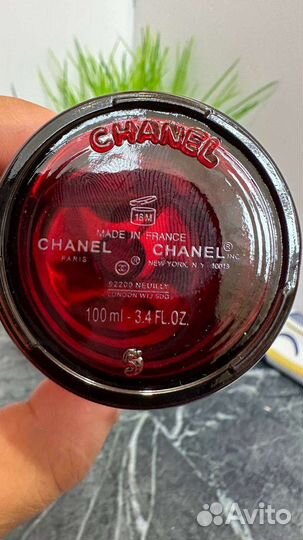 CHANEL
18M
MADE IN FRANCE
CHANEL CHANEL® INC
PARIS NEW YORK N.Y. 10019
92200 NEUILLY
LONDON W1J 6DG
100 ml - 3.4 FL.OZ.
Avito